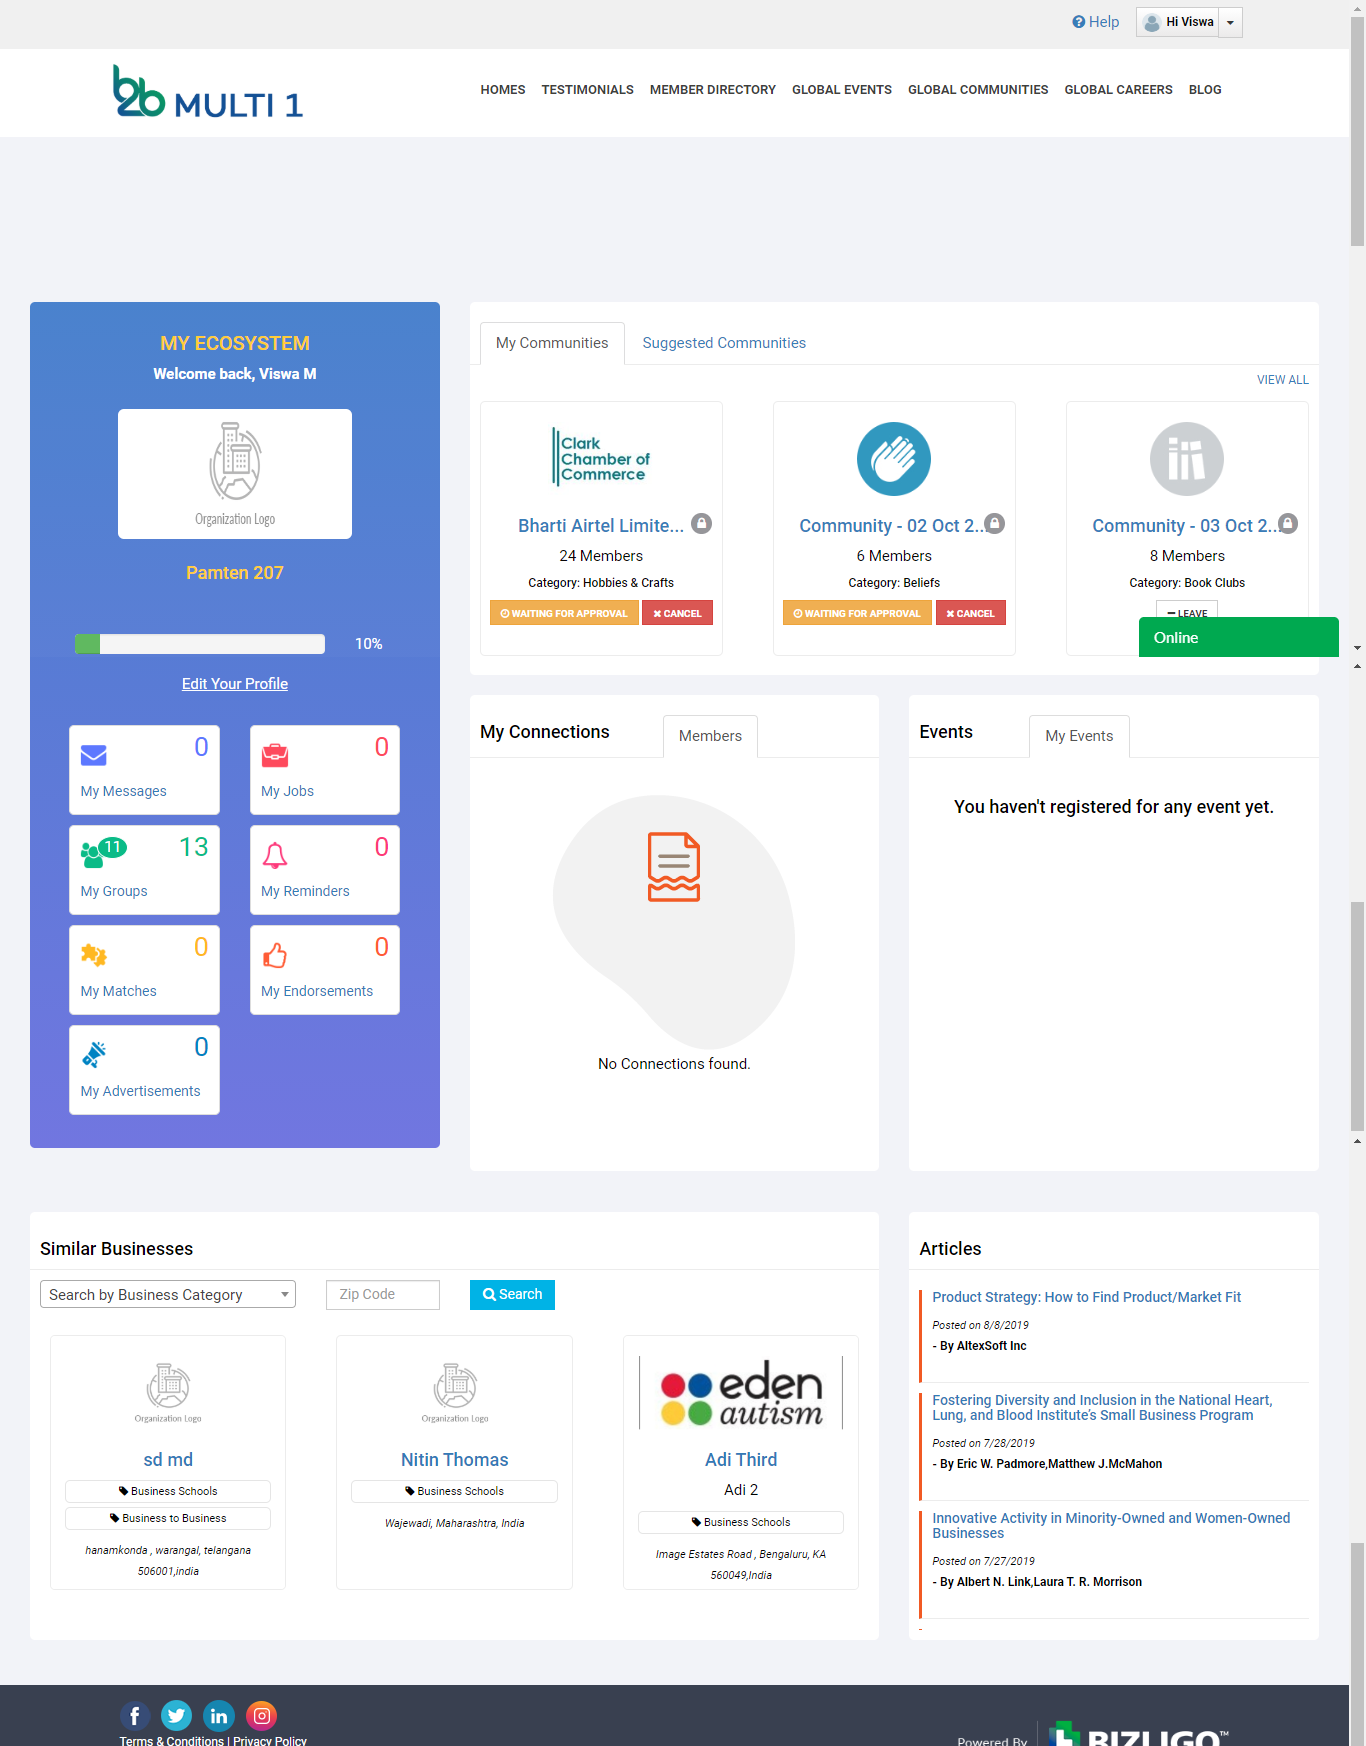 Help
Hi Viswa
b2b MULTI 1
HOMES TESTIMONIALS MEMBER DIRECTORY GLOBAL EVENTS GLOBAL COMMUNITIES GLOBAL CAREERS BLOG
MY ECOSYSTEM
Welcome back, Viswa M
Organization Logo
Pamten 207
10%
Edit Your Profile
0
My Messages
0
My Jobs
11
13
My Groups
0
My Reminders
0
My Matches
0
My Endorsements
0
My Advertisements
My Communities
Suggested Communities
VIEW ALL
Clark
Chamber of
Commerce
Bharti Airtel Limite...
24 Members
Category: Hobbies & Crafts
WAITING FOR APPROVAL
CANCEL
Community - 02 Oct 2...
6 Members
Category: Beliefs
WAITING FOR APPROVAL
CANCEL
Community - 03 Oct 2...
8 Members
Category: Book Clubs
LEAVE
Online
My Connections
Members
No Connections found.
Events
My Events
You haven't registered for any event yet.
Similar Businesses
Search by Business Category
Zip Code
Search
Organization Logo
sd md
Business Schools
Business to Business
hanamkonda , warangal, telangana
506001,india
Organization Logo
Nitin Thomas
Business Schools
Wajewadi, Maharashtra, India
eden
autism
Adi Third
Adi 2
Business Schools
Image Estates Road , Bengaluru, KA
560049,India
Articles
Product Strategy: How to Find Product/Market Fit
Posted on 8/8/2019
- By AltexSoft Inc
Fostering Diversity and Inclusion in the National Heart,
Lung, and Blood Institute's Small Business Program
Posted on 7/28/2019
- By Eric W. Padmore,Matthew J.McMahon
Innovative Activity in Minority-Owned and Women-Owned
Businesses
Posted on 7/27/2019
- By Albert N. Link,Laura T. R. Morrison
Terms & Conditions | Privacy Policy
Powered By
BIZLIGO™